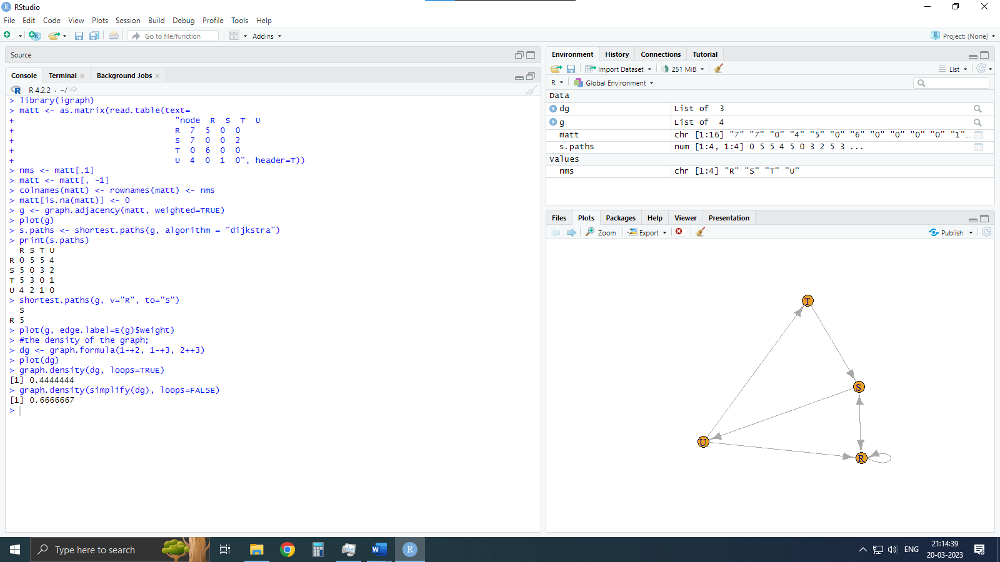 RStudio
File Edit Code View Plots Session Build Debug Profile Tools Help
Go to file/function Addins Project: (None)
Source
Console Terminal Background Jobs
R 4.2.2 · ~/
> library(igraph)
> matt <- as.matrix(read.table(text=
+ "node R S T U
+ R 7 5 0 0
+ S 7 0 0 2
+ T 0 6 0 0
+ U 4 0 1 0", header=T))
> nms <- matt[,1]
> matt <- matt[, -1]
> colnames(matt) <- rownames(matt) <- nms
> matt[is.na(matt)] <- 0
> g <- graph.adjacency(matt, weighted=TRUE)
> plot(g)
> s.paths <- shortest.paths(g, algorithm = "dijkstra")
> print(s.paths)
R S T U
R 0 5 5 4
S 5 0 3 2
T 5 3 0 1
U 4 2 1 0
> shortest.paths(g, v="R", to="S")
S
R 5
> plot(g, edge.label=E(g)$weight)
> #the density of the graph;
> dg <- graph.formula(1-+2, 1-+3, 2++3)
> plot(dg)
> graph.density(dg, loops=TRUE)
[1] 0.4444444
> graph.density(simplify(dg), loops=FALSE)
[1] 0.6666667
>
Environment History Connections Tutorial
Import Dataset 251 MiB List
R Global Environment
Data
dg List of 3
g List of 4
matt chr [1:16] "7" "7" "0" "4" "5" "0" "6" "0" "0" "0" "0" "1"…
s.paths num [1:4, 1:4] 0 5 5 4 5 0 3 2 5 3 ...
Values
nms chr [1:4] "R" "S" "T" "U"
Files Plots Packages Help Viewer Presentation
Zoom Export Publish
T
S
U
R
Type here to search
ENG
21:14:39
20-03-2023